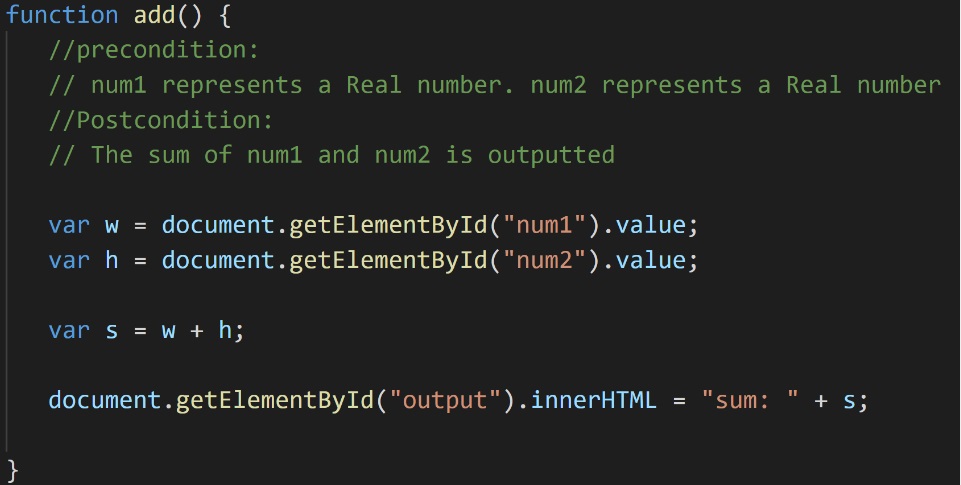 function add() {
//precondition:
// num1 represents a Real number. num2 represents a Real number
//Postcondition:
// The sum of num1 and num2 is outputted
var w = document.getElementById("num1").value;
var h = document.getElementById("num2").value;
var s = w + h;
document.getElementById("output").innerHTML = "sum: " + s;
}